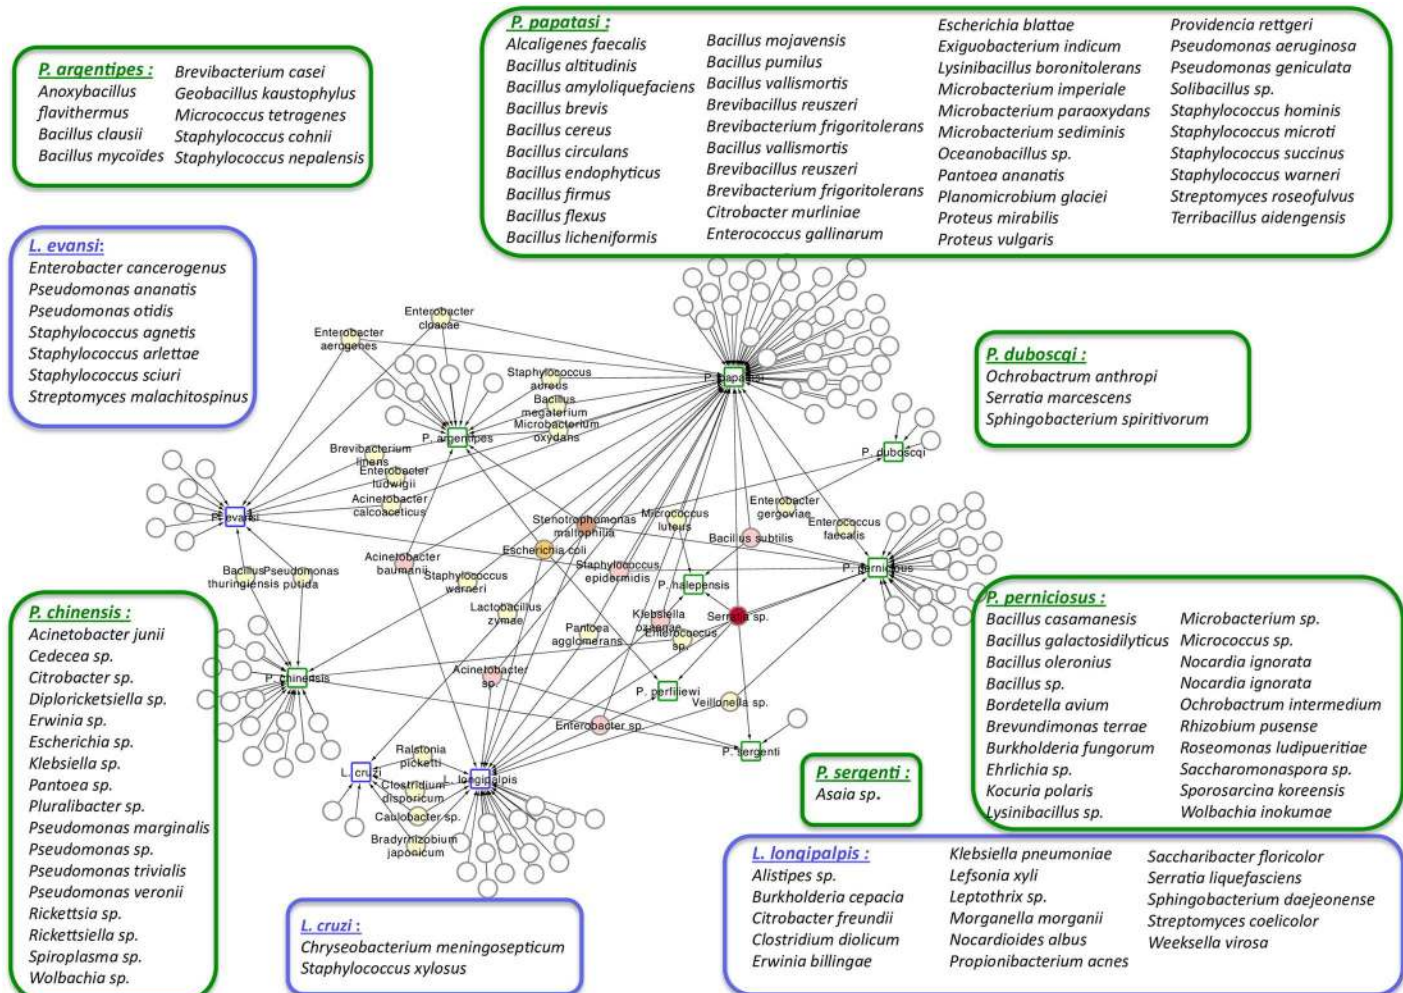 P. argentipes :
Anoxybacillus
flavithermus
Bacillus clausii
Bacillus mycoïdes
Brevibacterium casei
Geobacillus kaustophylus
Micrococcus tetragenes
Staphylococcus cohnii
Staphylococcus nepalensis
P. papatasi :
Alcaligenes faecalis
Bacillus altitudinis
Bacillus amyloliquefaciens
Bacillus brevis
Bacillus cereus
Bacillus circulans
Bacillus endophyticus
Bacillus firmus
Bacillus flexus
Bacillus licheniformis
Bacillus mojavensis
Bacillus pumilus
Bacillus vallismortis
Brevibacillus reuszeri
Brevibacterium frigoritolerans
Bacillus vallismortis
Brevibacillus reuszeri
Brevibacterium frigoritolerans
Citrobacter murliniae
Enterococcus gallinarum
Escherichia blattae
Exiguobacterium indicum
Lysinibacillus boronitolerans
Microbacterium imperiale
Microbacterium paraoxydans
Microbacterium sediminis
Oceanobacillus sp.
Pantoea ananatis
Planomicrobium glaciei
Proteus mirabilis
Proteus vulgaris
Providencia rettgeri
Pseudomonas aeruginosa
Pseudomonas geniculata
Solibacillus sp.
Staphylococcus hominis
Staphylococcus microti
Staphylococcus succinus
Staphylococcus warneri
Streptomyces roseofulvus
Terribacillus aidengensis
L. evansi:
Enterobacter cancerogenus
Pseudomonas ananatis
Pseudomonas otidis
Staphylococcus agnetis
Staphylococcus arlettae
Staphylococcus sciuri
Streptomyces malachitospinus
P. duboscqi :
Ochrobactrum anthropi
Serratia marcescens
Sphingobacterium spiritivorum
Enterobacter
cloacae
Enterobacter
aerogenes
Staphylococcus
aureus
Bacillus
megaterium
Microbacterium
oxydans
P. papatasi
P. argentipes
P. duboscqi
Brevibacterium
linens
Enterobacter
ludwigii
Acinetobacter
calcoaceticus
P. evansi
Stenotrophomonas
maltophilia
Micrococcus
luteus
Enterobacter
gergoviae
Enterococcus
faecalis
Bacillus subtilis
Escherichia coli
Acinetobacter
baumanii
Staphylococcus
epidermidis
P. pernicious
Bacillus
thuringiensis
Pseudomonas
putida
Staphylococcus
warneri
P. halepensis
Lactobacillus
zymae
Klebsiella
ozaenae
Serratia sp.
Pantoea
agglomerans
Enterococcus
sp.
P. chinensis
Acinetobacter
sp.
P. perfiliewi
Veillonella sp.
Enterobacter sp.
P. sergenti
Ralstonia
picketti
L. cruzi
L. longipalpis
Clostridium
disporicum
Caulobacter sp.
Bradyrhizobium
japonicum
P. chinensis :
Acinetobacter junii
Cedecea sp.
Citrobacter sp.
Diploricketsiella sp.
Erwinia sp.
Escherichia sp.
Klebsiella sp.
Pantoea sp.
Pluralibacter sp.
Pseudomonas marginalis
Pseudomonas sp.
Pseudomonas trivialis
Pseudomonas veronii
Rickettsia sp.
Rickettsiella sp.
Spiroplasma sp.
Wolbachia sp.
P. perniciosus :
Bacillus casamanesis
Bacillus galactosidilyticus
Bacillus oleronius
Bacillus sp.
Bordetella avium
Brevundimonas terrae
Burkholderia fungorum
Ehrlichia sp.
Kocuria polaris
Lysinibacillus sp.
Microbacterium sp.
Micrococcus sp.
Nocardia ignorata
Nocardia ignorata
Ochrobactrum intermedium
Rhizobium pusense
Roseomonas ludipueritiae
Saccharomonaspora sp.
Sporosarcina koreensis
Wolbachia inokumae
P. sergenti :
Asaia sp.
L. cruzi :
Chryseobacterium meningosepticum
Staphylococcus xylosus
L. longipalpis :
Alistipes sp.
Burkholderia cepacia
Citrobacter freundii
Clostridium diolicum
Erwinia billingae
Klebsiella pneumoniae
Lefsonia xyli
Leptothrix sp.
Morganella morganii
Nocardioides albus
Propionibacterium acnes
Saccharibacter floricolor
Serratia liquefasciens
Sphingobacterium daejeonense
Streptomyces coelicolor
Weeksella virosa